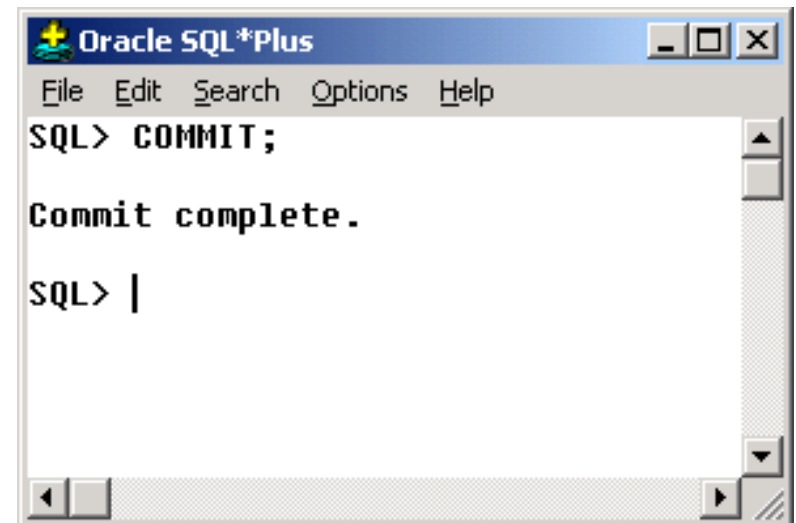 Oracle SQL*Plus
File Edit Search Options Help
SQL> COMMIT;
Commit complete.
SQL>